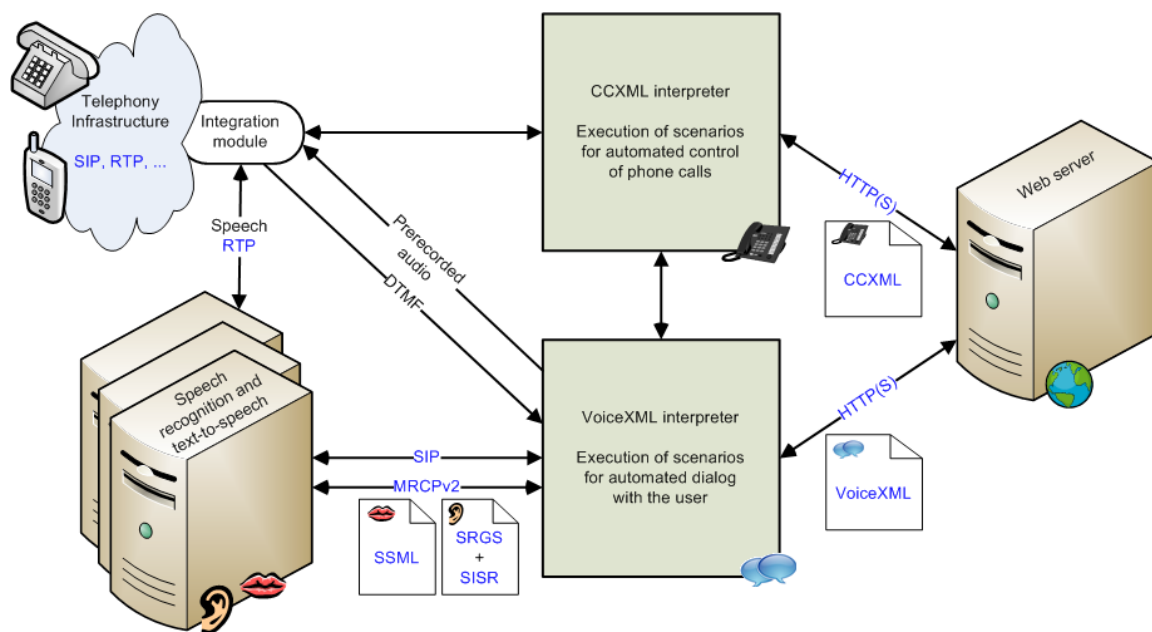 Telephony
Infrastructure
SIP, RTP, ...
Integration
module
CCXML interpreter
Execution of scenarios
for automated control
of phone calls
HTTP(S)
Web server
CCXML
Speech
RTP
Prerecorded
audio
DTMF
Speech
recognition and
text-to-speech
SIP
MRCPv2
SSML
SRGS
+
SISR
VoiceXML interpreter
Execution of scenarios
for automated dialog
with the user
HTTP(S)
VoiceXML